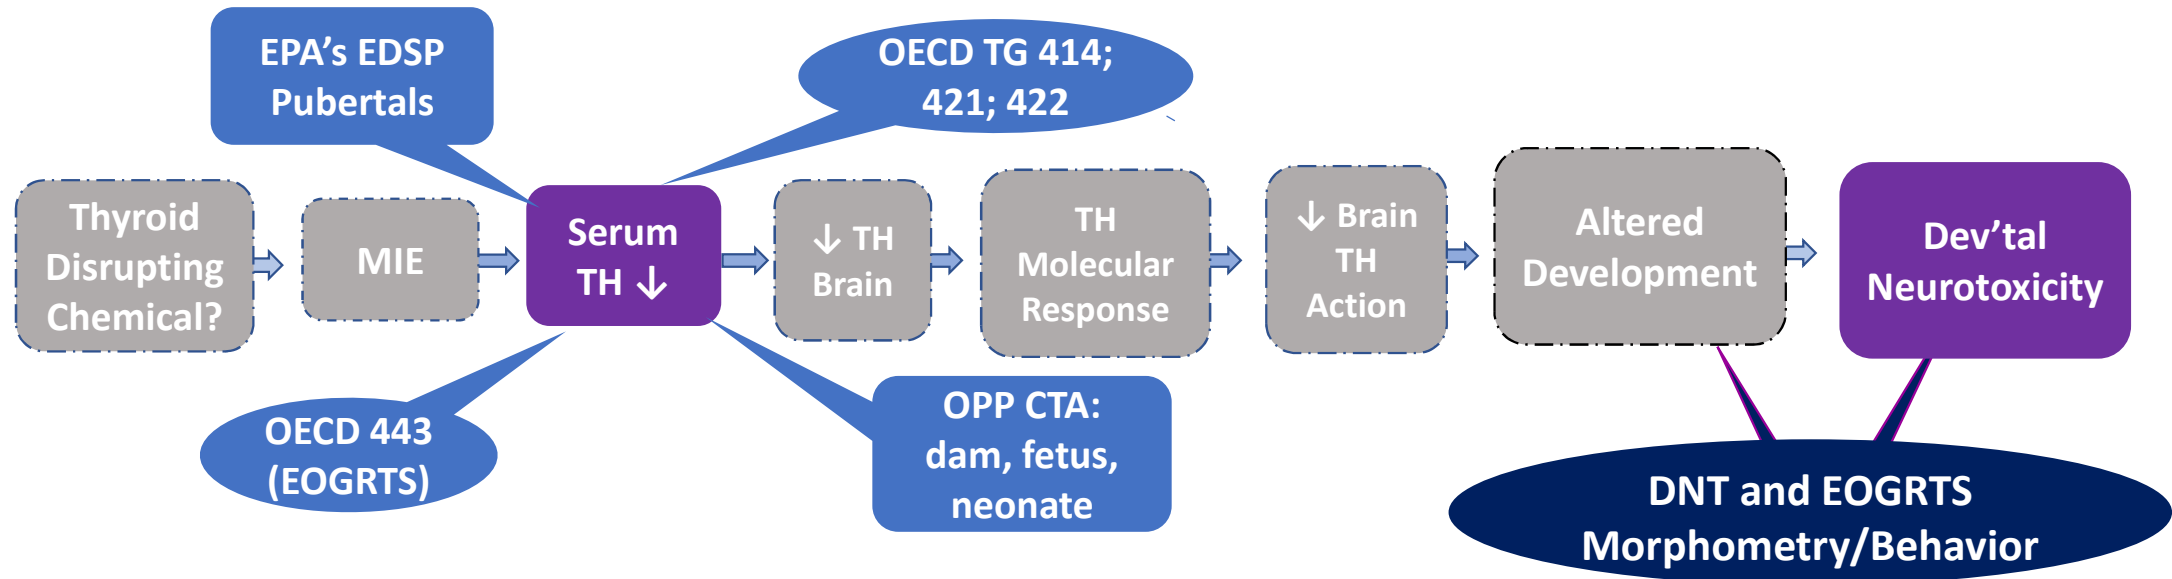 EPA’s EDSP
Pubertals
OECD TG 414;
421; 422
Thyroid
Disrupting
Chemical?
MIE
Serum
TH ↓
↓ TH
Brain
TH
Molecular
Response
↓ Brain
TH
Action
Altered
Development
Dev’tal
Neurotoxicity
OECD 443
(EOGRTS)
OPP CTA:
dam, fetus,
neonate
DNT and EOGRTS
Morphometry/Behavior